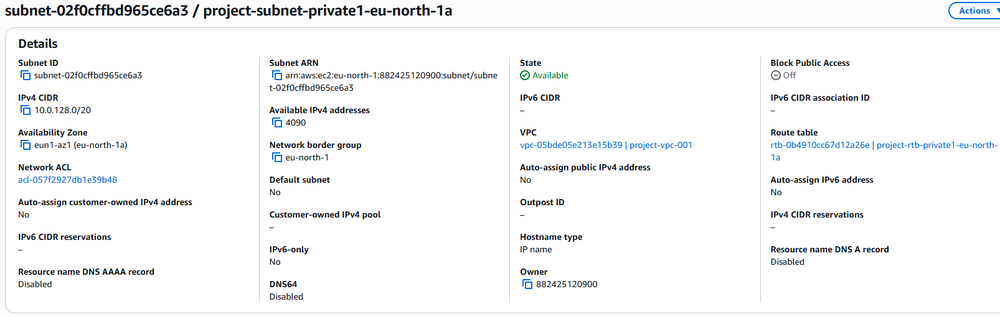 subnet-02f0cffbd965ce6a3 / project-subnet-private1-eu-north-1a
Actions
Details
Subnet ID
subnet-02f0cffbd965ce6a3
IPv4 CIDR
10.0.128.0/20
Availability Zone
eun1-az1 (eu-north-1a)
Network ACL
acl-057f2927db1e39b48
Auto-assign customer-owned IPv4 address
No
IPv6 CIDR reservations
–
Resource name DNS AAAA record
Disabled
Subnet ARN
arn:aws:ec2:eu-north-1:882425120900:subnet/subne
t-02f0cffbd965ce6a3
Available IPv4 addresses
4090
Network border group
eu-north-1
Default subnet
No
Customer-owned IPv4 pool
–
IPv6-only
No
DNS64
Disabled
State
Available
IPv6 CIDR
–
VPC
vpc-05bde05e213e15b39 | project-vpc-001
Auto-assign public IPv4 address
No
Outpost ID
–
Hostname type
IP name
Owner
882425120900
Block Public Access
Off
IPv6 CIDR association ID
–
Route table
rtb-0b4910cc67d12a26e | project-rtb-private1-eu-north-
1a
Auto-assign IPv6 address
No
IPv4 CIDR reservations
–
Resource name DNS A record
Disabled